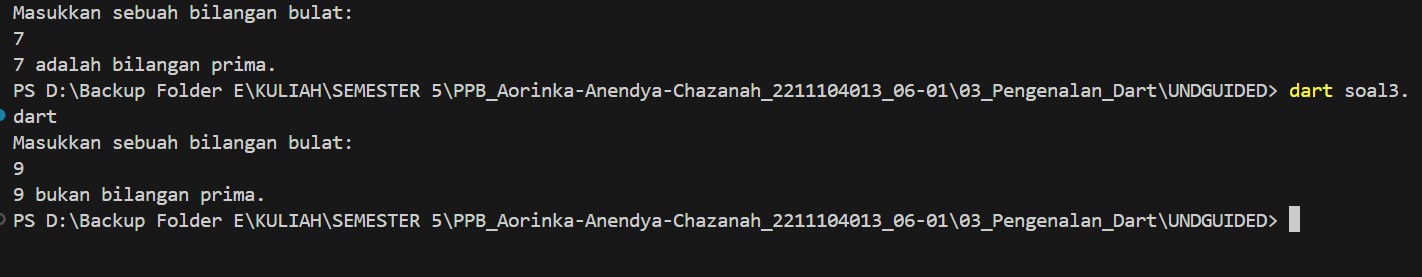 Masukkan sebuah bilangan bulat:
7
7 adalah bilangan prima.
PS D:\Backup Folder E\KULIAH\SEMESTER 5\PPB_Aorinka-Anendya-Chazanah_2211104013_06-01\03_Pengenalan_Dart\UNDGUIDED> dart soal3.
dart
Masukkan sebuah bilangan bulat:
9
9 bukan bilangan prima.
PS D:\Backup Folder E\KULIAH\SEMESTER 5\PPB_Aorinka-Anendya-Chazanah_2211104013_06-01\03_Pengenalan_Dart\UNDGUIDED>